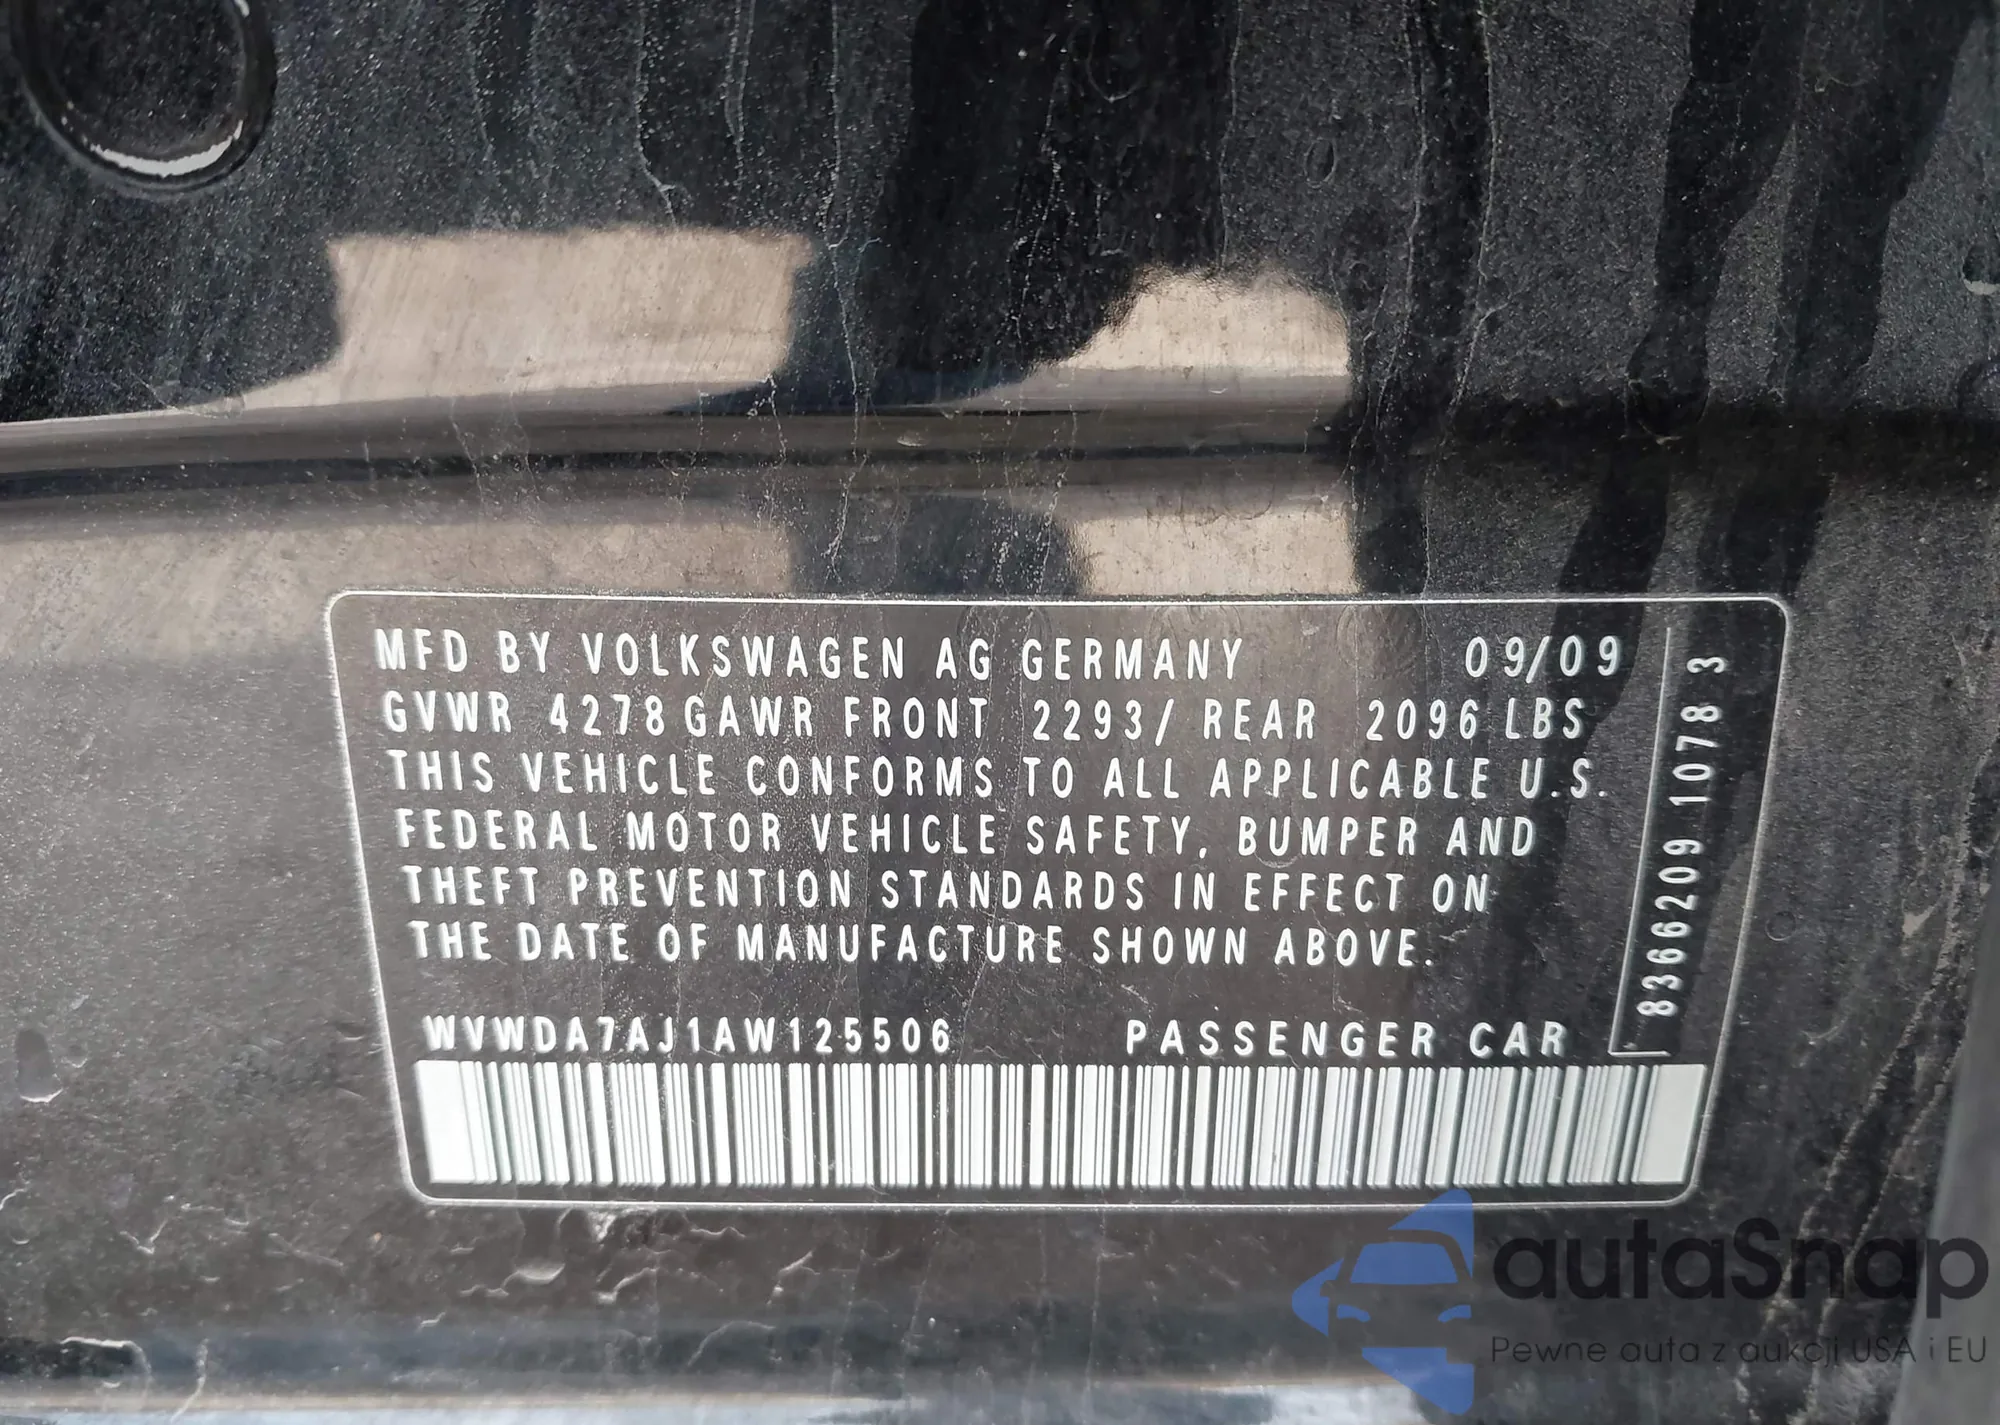 MFD BY VOLKSWAGEN AG GERMANY 09/09
GVWR 4278 GAWR FRONT 2293/ REAR 2096 LBS
THIS VEHICLE CONFORMS TO ALL APPLICABLE U.S.
FEDERAL MOTOR VEHICLE SAFETY, BUMPER AND
THEFT PREVENTION STANDARDS IN EFFECT ON
THE DATE OF MANUFACTURE SHOWN ABOVE.
WVWDA7AJ1AW125506 PASSENGER CAR
8366209 1078 3
autaSnap
Pewne auta z aukcji USA i EU